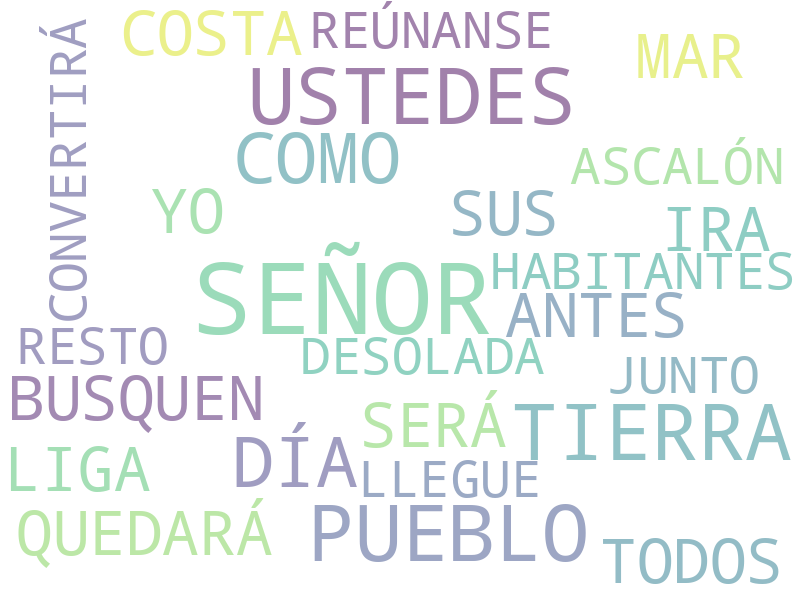 COSTA
REÚNANSE
MAR
CONVERTIRÁ
USTEDES
COMO
ASCALÓN
YO
SUS
IRA
SEÑOR
HABITANTES
ANTES
RESTO
DESOLADA
JUNTO
BUSQUEN
SERÁ
TIERRA
LIGA
DÍA
LLEGUE
QUEDARÁ
PUEBLO
TODOS